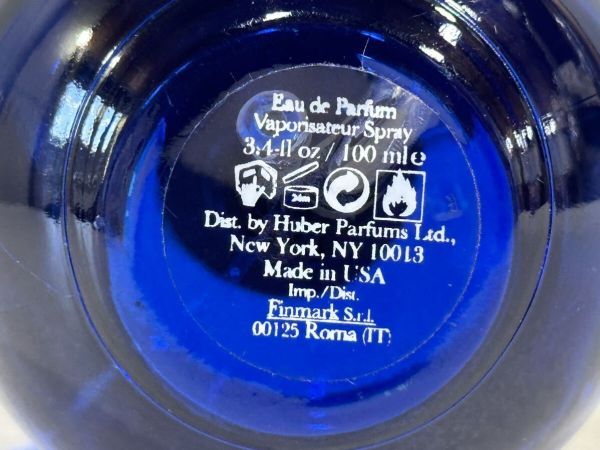 Eau de Parfum
Vaporisateur Spray
3,4-fl oz / 100 ml e
24m
Dist. by Huber Parfums Ltd.,
New York, NY 10013
Made in USA
Imp./Dist.
Finmark S.r.l.
00125 Roma (IT)